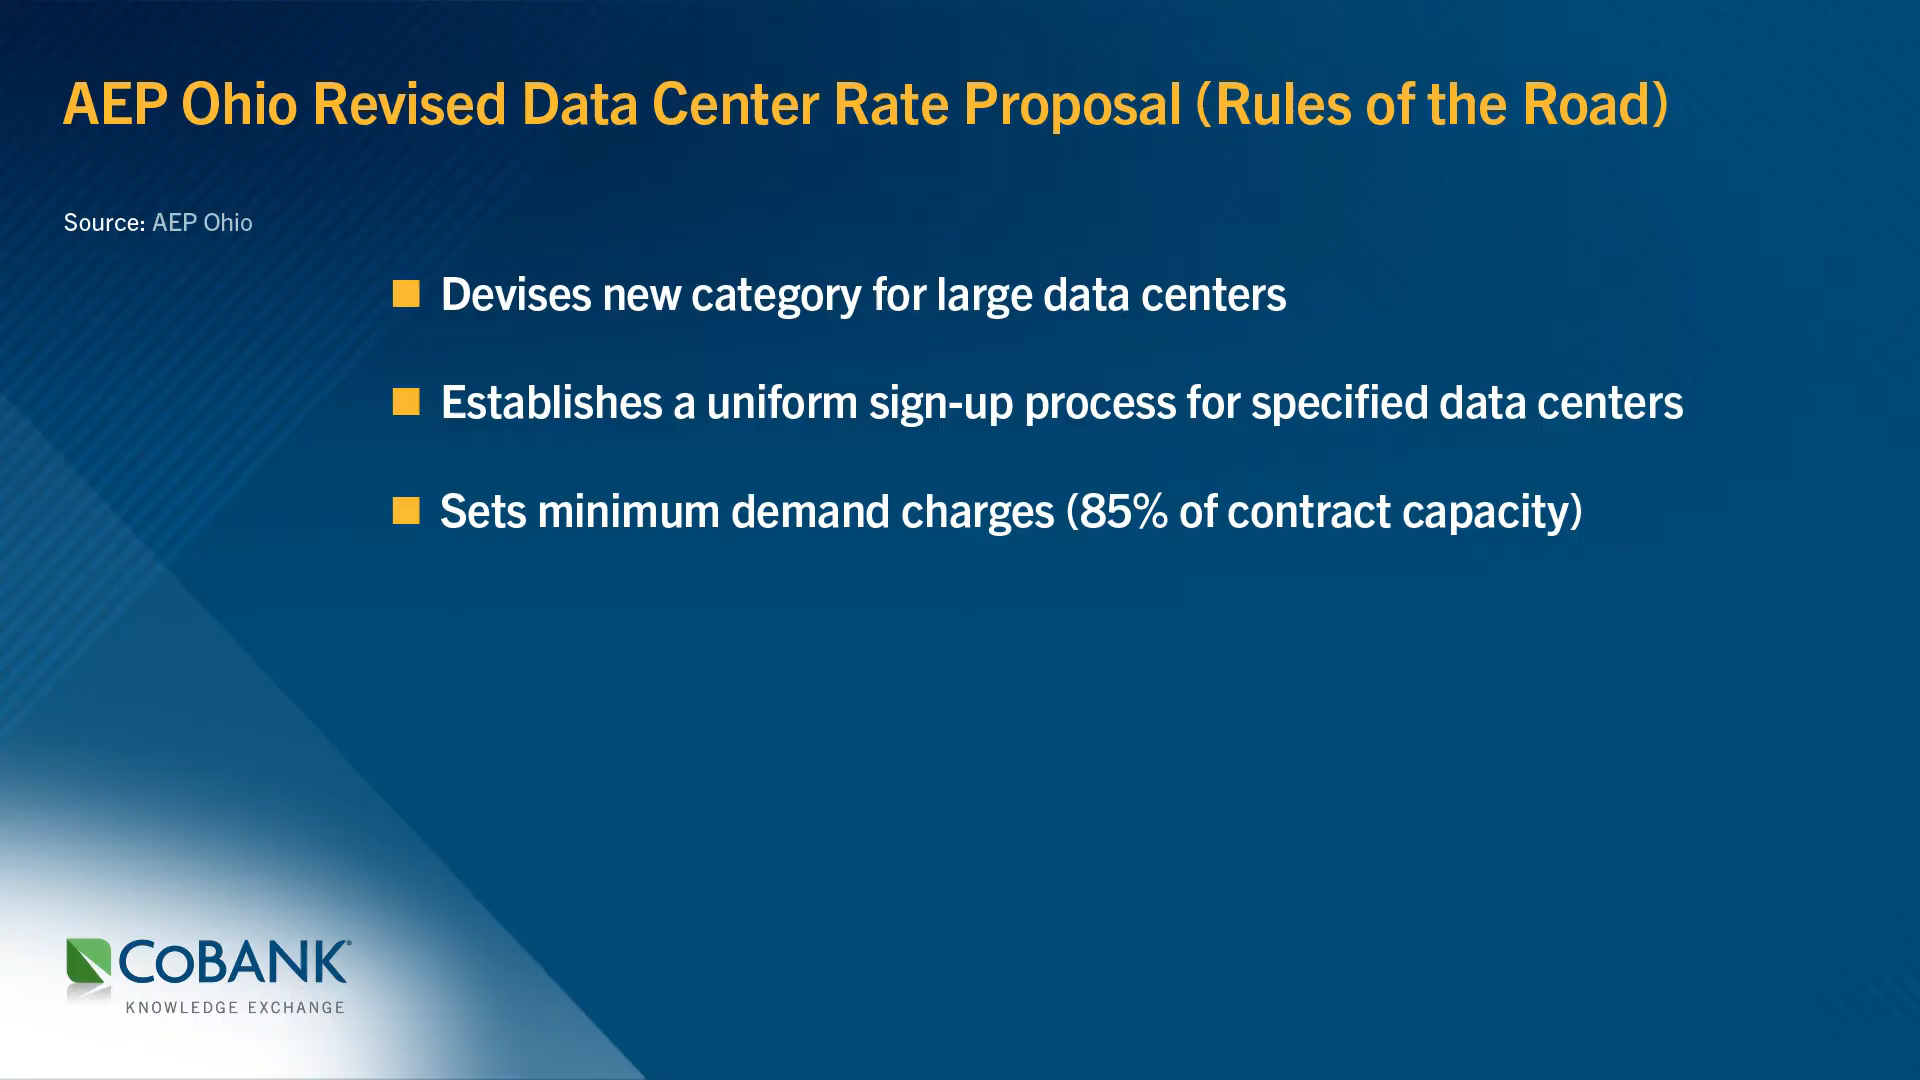 AEP Ohio Revised Data Center Rate Proposal (Rules of the Road)
Source: AEP Ohio
Devises new category for large data centers
Establishes a uniform sign-up process for specified data centers
Sets minimum demand charges (85% of contract capacity)
COBANK®
KNOWLEDGE EXCHANGE